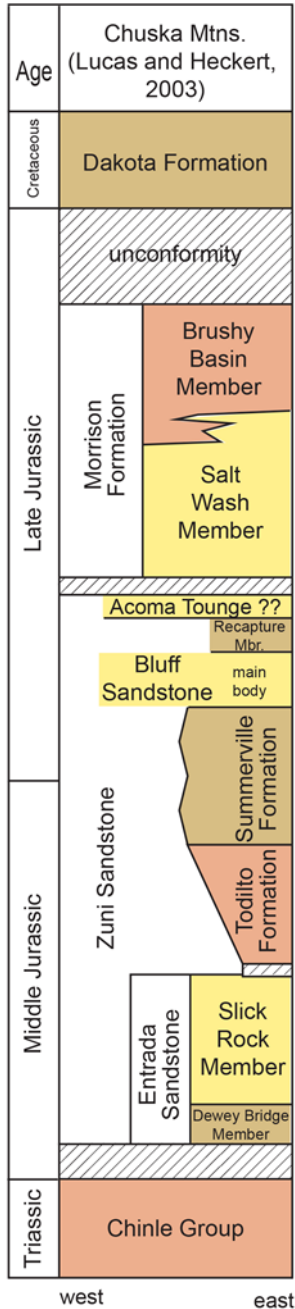 Age
Chuska Mtns.
(Lucas and Heckert,
2003)
Cretaceous
Dakota Formation
unconformity
Late Jurassic
Morrison
Formation
Brushy
Basin
Member
Salt
Wash
Member
Acoma Tounge ??
Recapture
Mbr.
Bluff
Sandstone
main
body
Zuni Sandstone
Summerville
Formation
Todilto
Formation
Middle Jurassic
Entrada
Sandstone
Slick
Rock
Member
Dewey Bridge
Member
Triassic
Chinle Group
west
east